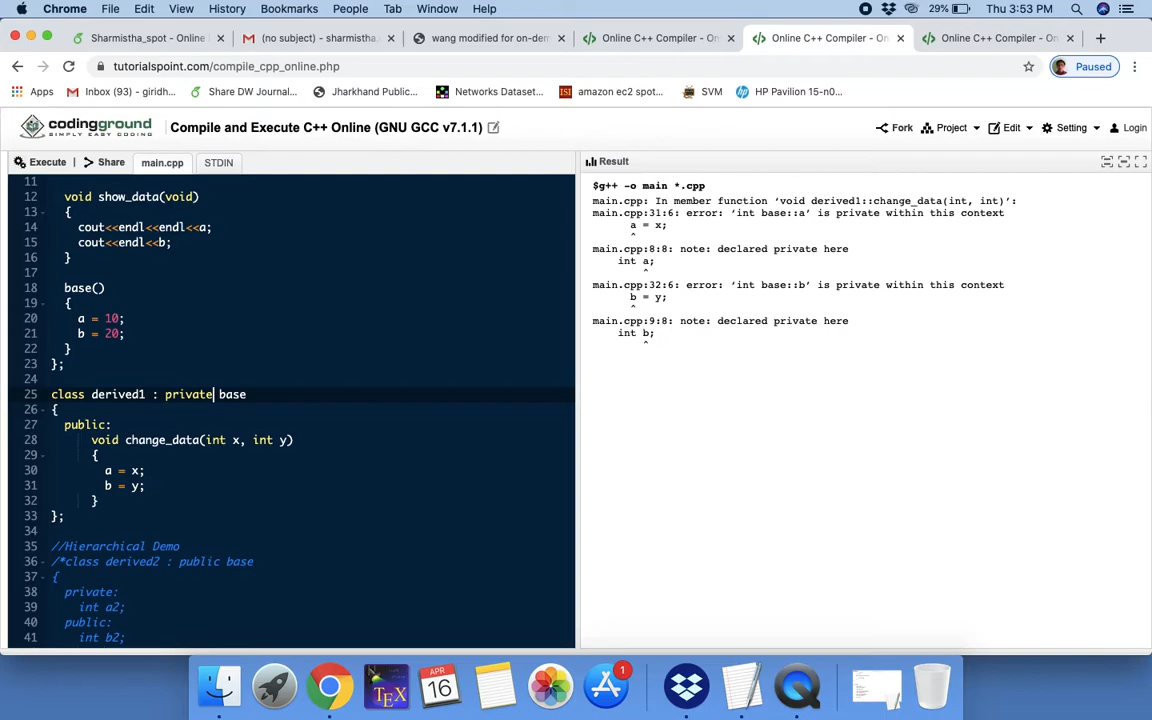 Chrome File Edit View History Bookmarks People Tab Window Help 29% Thu 3:53 PM
Sharmistha_spot - Online (no subject) - sharmistha. wang modified for on-dem Online C++ Compiler - On Online C++ Compiler - On Online C++ Compiler - On
tutorialspoint.com/compile_cpp_online.php Paused
Apps Inbox (93) - giridh... Share DW Journal... Jharkhand Public... Networks Dataset... ISI amazon ec2 spot... SVM hp HP Pavilion 15-n0...
codingground Compile and Execute C++ Online (GNU GCC v7.1.1) Fork Project Edit Setting Login
SIMPLY EASY CODING
Execute | Share main.cpp STDIN Result
11
12 void show_data(void)
13 {
14 cout<<endl<<endl<<a;
15 cout<<endl<<b;
16 }
17
18 base()
19 {
20 a = 10;
21 b = 20;
22 }
23 };
24
25 class derived1 : private base
26 {
27 public:
28 void change_data(int x, int y)
29 {
30 a = x;
31 b = y;
32 }
33 };
34
35 //Hierarchical Demo
36 /*class derived2 : public base
37 {
38 private:
39 int a2;
40 public:
41 int b2;
$g++ -o main *.cpp
main.cpp: In member function ‘void derived1::change_data(int, int)’:
main.cpp:31:6: error: ‘int base::a’ is private within this context
a = x;
^
main.cpp:8:8: note: declared private here
int a;
^
main.cpp:32:6: error: ‘int base::b’ is private within this context
b = y;
^
main.cpp:9:8: note: declared private here
int b;
^
TEX APR 16 1